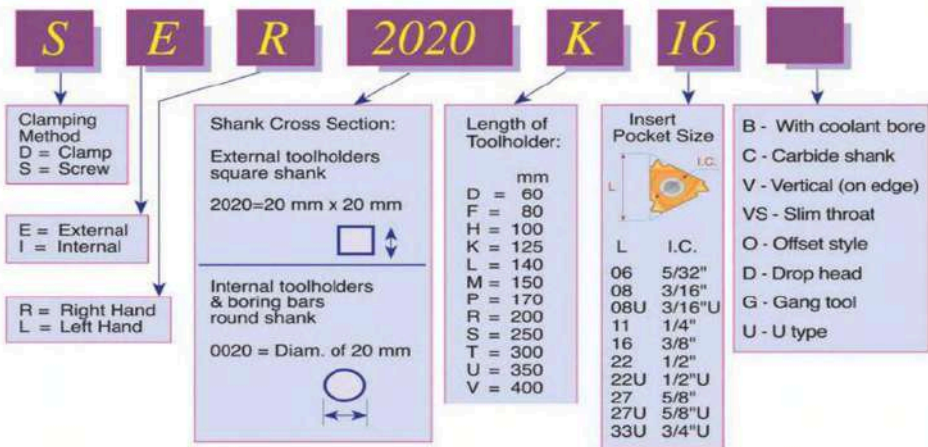 S E R 2020 K 16
Clamping
Method
D = Clamp
S = Screw
E = External
I = Internal
R = Right Hand
L = Left Hand
Shank Cross Section:
External toolholders
square shank
2020=20 mm x 20 mm
Internal toolholders
& boring bars
round shank
0020 = Diam. of 20 mm
Length of
Toolholder:
mm
D = 60
F = 80
H = 100
K = 125
L = 140
M = 150
P = 170
R = 200
S = 250
T = 300
U = 350
V = 400
Insert
Pocket Size
I.C.
L
L I.C.
06 5/32"
08 3/16"
08U 3/16"U
11 1/4"
16 3/8"
22 1/2"
22U 1/2"U
27 5/8"
27U 5/8"U
33U 3/4"U
B - With coolant bore
C - Carbide shank
V - Vertical (on edge)
VS - Slim throat
O - Offset style
D - Drop head
G - Gang tool
U - U type